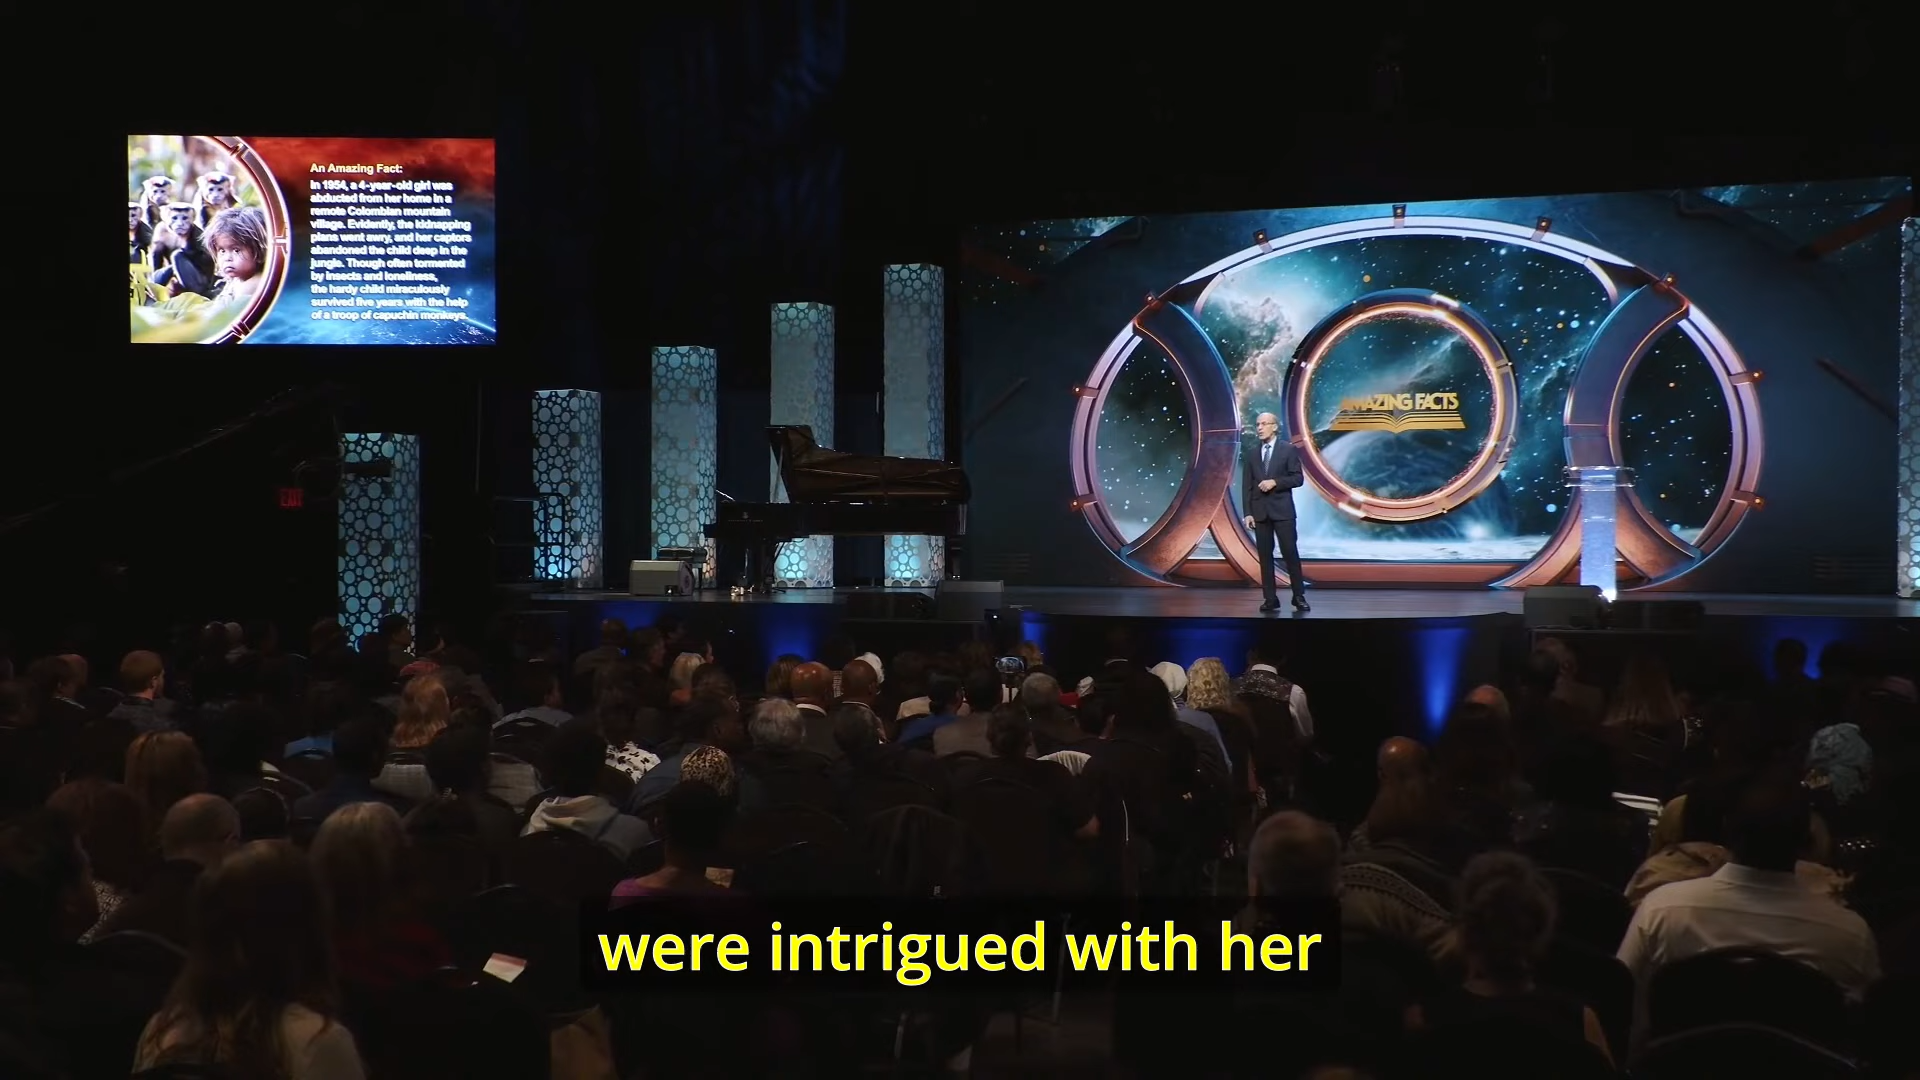 An Amazing Fact:
In 1954, a 4-year-old girl was
abducted from her home in a
remote Colombian mountain
village. Evidently, the kidnapping
plans went awry, and her captors
abandoned the child deep in the
jungle. Though often tormented
by insects and loneliness,
the hardy child miraculously
survived five years with the help
of a troop of capuchin monkeys.
AMAZING FACTS
EXIT
were intrigued with her